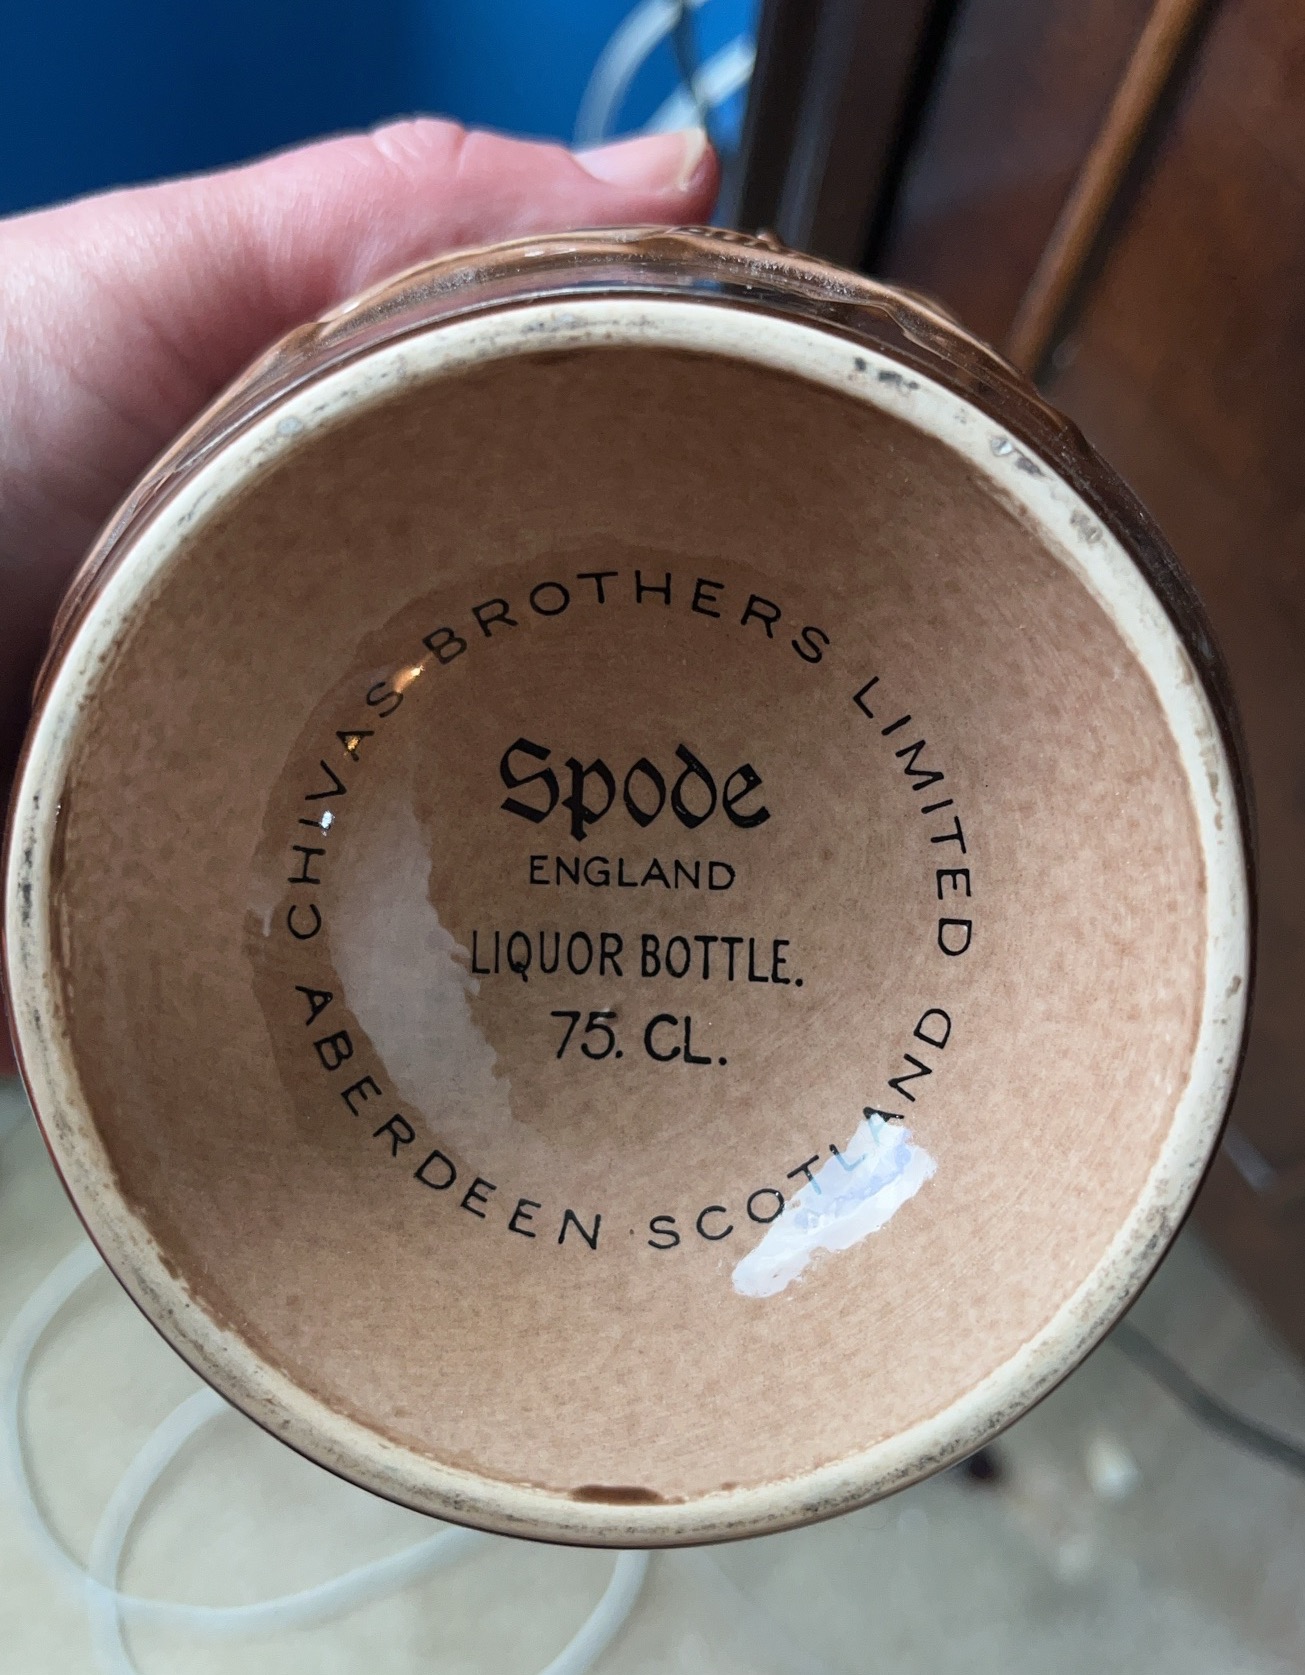 CHIVAS BROTHERS LIMITED
Spode
ENGLAND
LIQUOR BOTTLE.
75. CL.
ABERDEEN · SCOTLAND